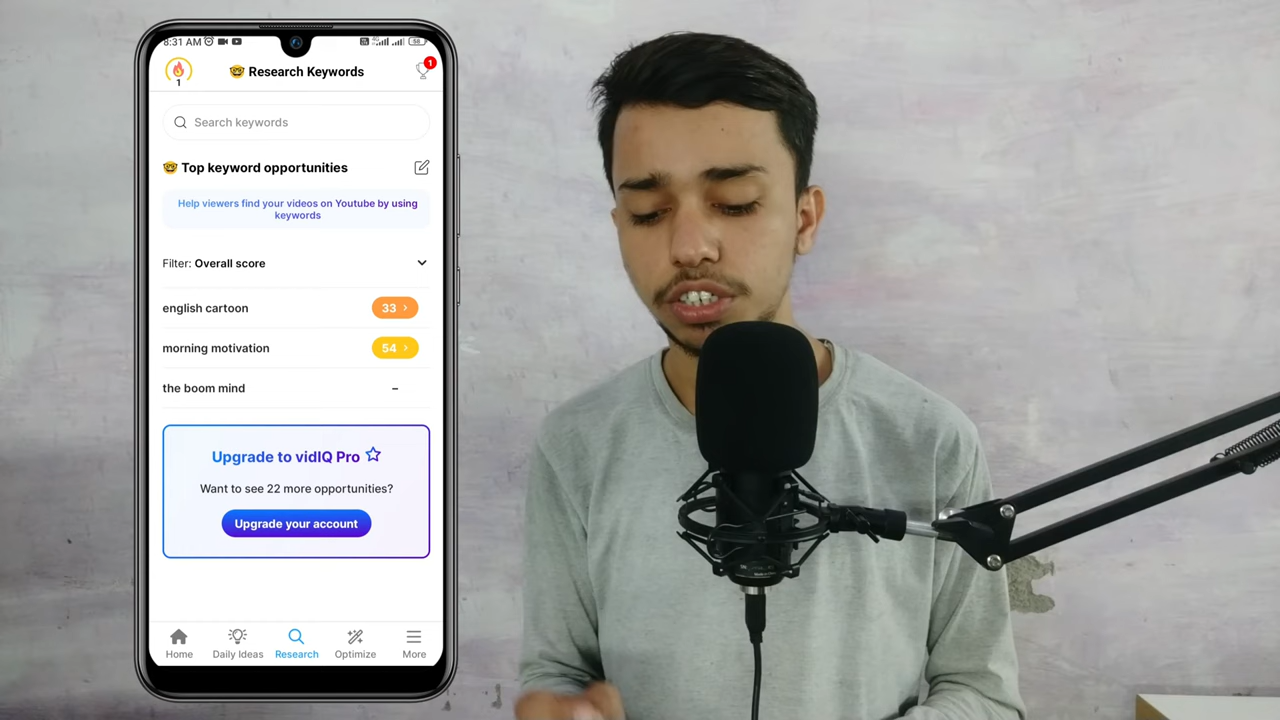 8:31 AM
4G
58
1
🤓 Research Keywords
1
Search keywords
🤓 Top keyword opportunities
Help viewers find your videos on Youtube by using
keywords
Filter: Overall score
english cartoon 33 >
morning motivation 54 >
the boom mind –
Upgrade to vidIQ Pro
Want to see 22 more opportunities?
Upgrade your account
Home Daily Ideas Research Optimize More